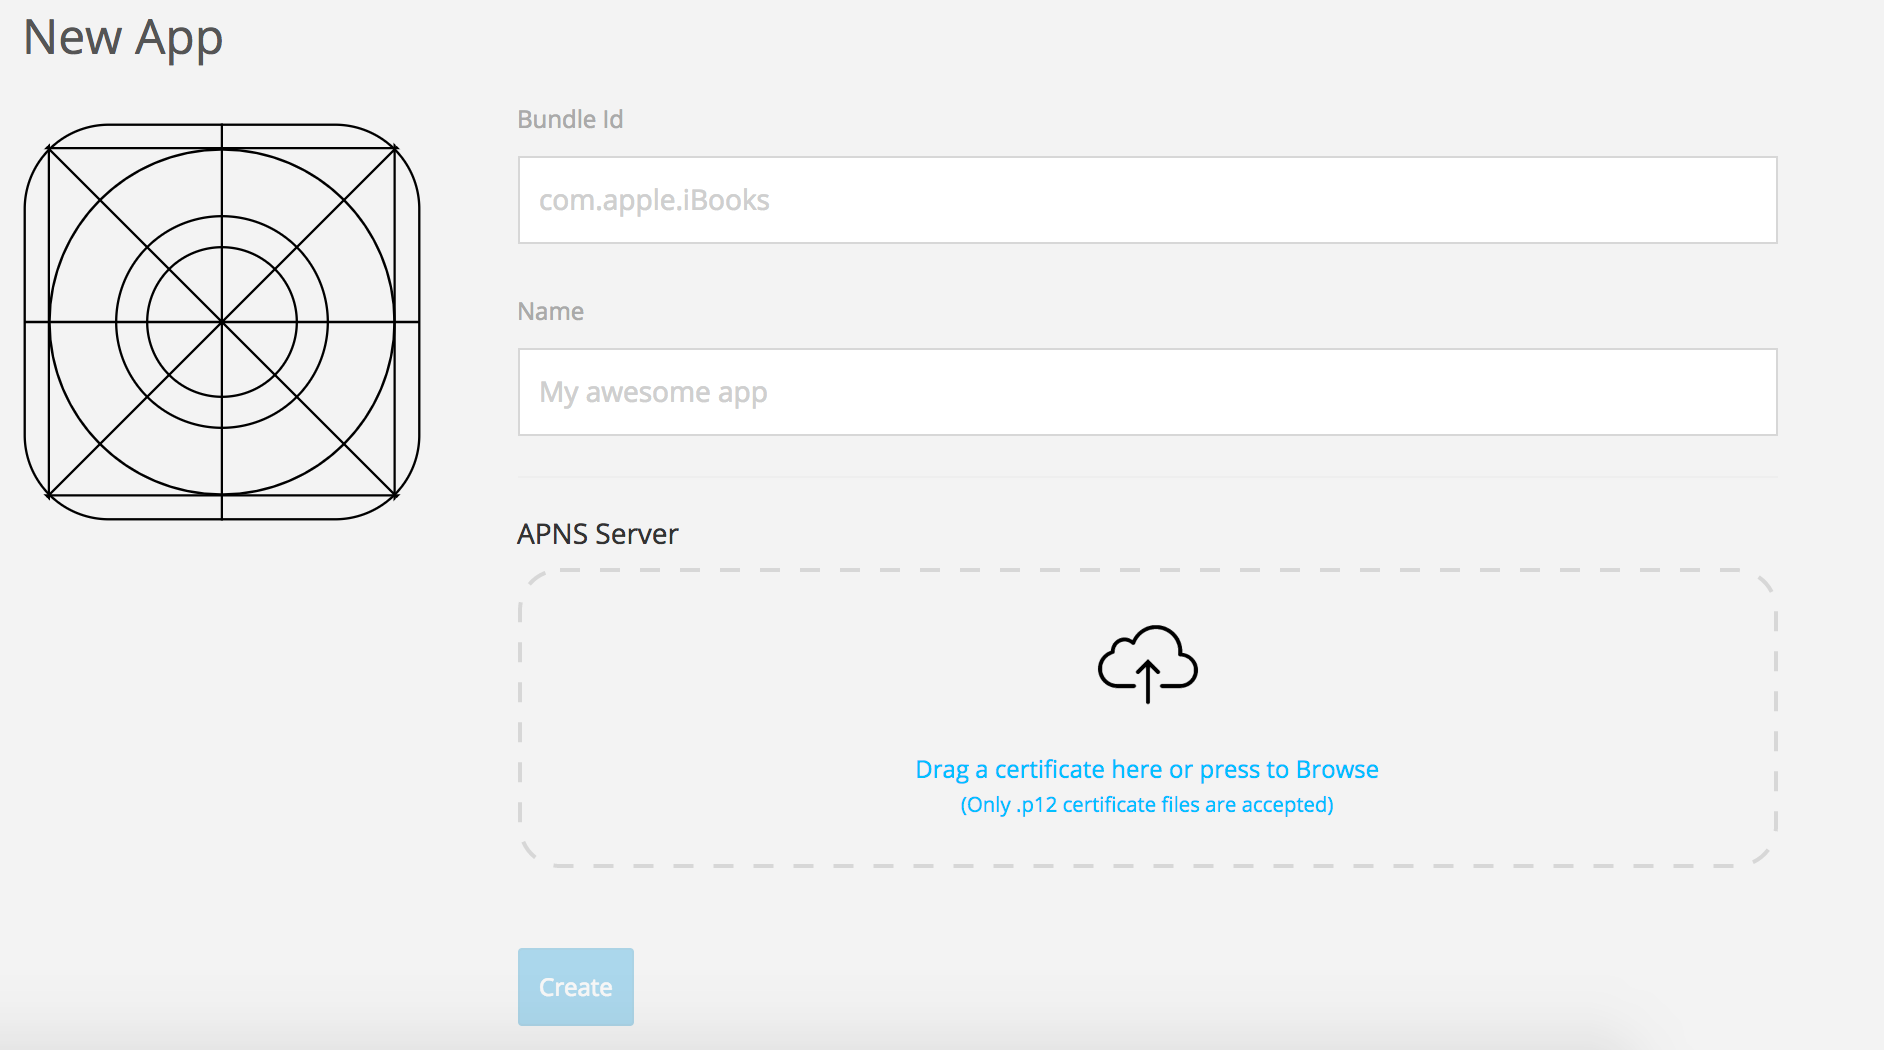 New App
Bundle Id
com.apple.iBooks
Name
My awesome app
APNS Server
Drag a certificate here or press to Browse
(Only .p12 certificate files are accepted)
Create